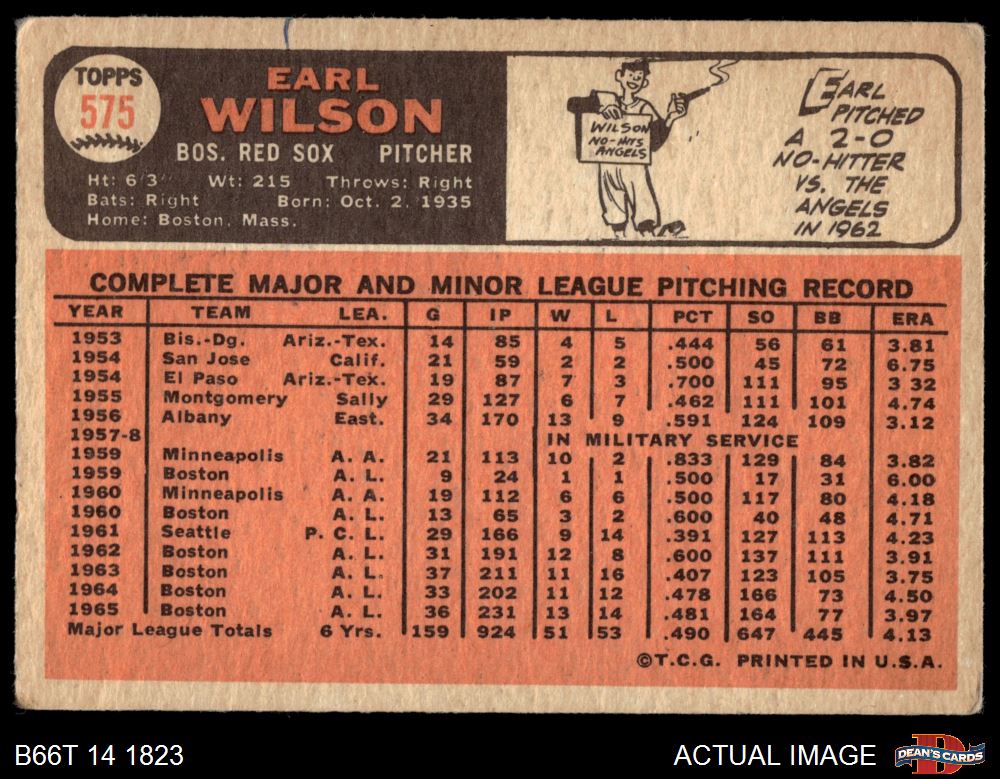 TOPPS
575
EARL
WILSON
BOS. RED SOX PITCHER
Ht: 6'3" Wt: 215 Throws: Right
Bats: Right Born: Oct. 2, 1935
Home: Boston, Mass.
WILSON
NO-HITS
ANGELS
EARL
PITCHED
A 2-0
NO-HITTER
VS. THE
ANGELS
IN 1962
COMPLETE MAJOR AND MINOR LEAGUE PITCHING RECORD
YEAR TEAM LEA. G IP W L PCT SO BB ERA
1953 Bis.-Dg. Ariz.-Tex. 14 85 4 5 .444 56 61 3.81
1954 San Jose Calif. 21 59 2 2 .500 45 72 6.75
1954 El Paso Ariz.-Tex. 19 87 7 3 .700 111 95 3 32
1955 Montgomery Sally 29 127 6 7 .462 111 101 4.74
1956 Albany East. 34 170 13 9 .591 124 109 3.12
1957-8 IN MILITARY SERVICE
1959 Minneapolis A. A. 21 113 10 2 .833 129 84 3.82
1959 Boston A. L. 9 24 1 1 .500 17 31 6.00
1960 Minneapolis A. A. 19 112 6 6 .500 117 80 4.18
1960 Boston A. L. 13 65 3 2 .600 40 48 4.71
1961 Seattle P. C. L. 29 166 9 14 .391 127 113 4.23
1962 Boston A. L. 31 191 12 8 .600 137 111 3.91
1963 Boston A. L. 37 211 11 16 .407 123 105 3.75
1964 Boston A. L. 33 202 11 12 .478 166 73 4.50
1965 Boston A. L. 36 231 13 14 .481 164 77 3.97
Major League Totals 6 Yrs. 159 924 51 53 .490 647 445 4.13
©T.C.G. PRINTED IN U.S.A.
B66T 14 1823 ACTUAL IMAGE DEAN'S CARDS